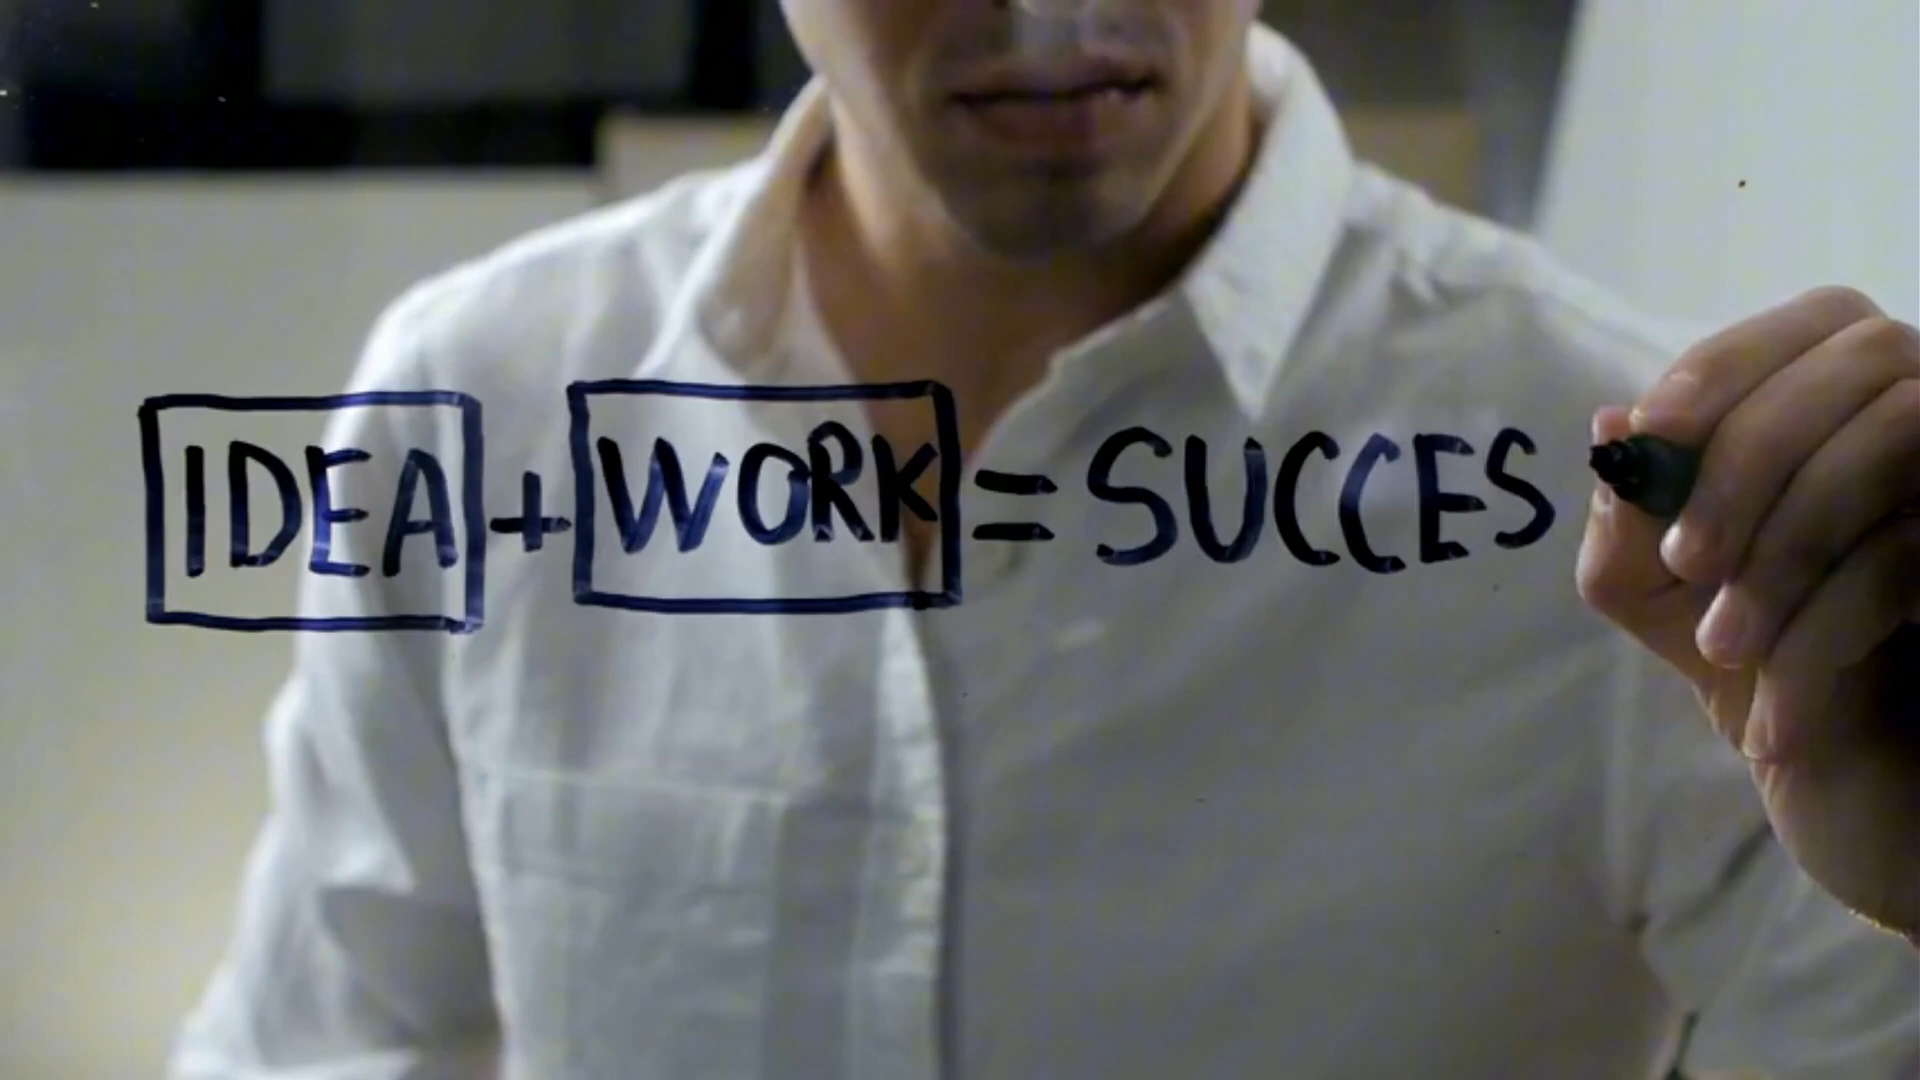 IDEA + WORK = SUCCES